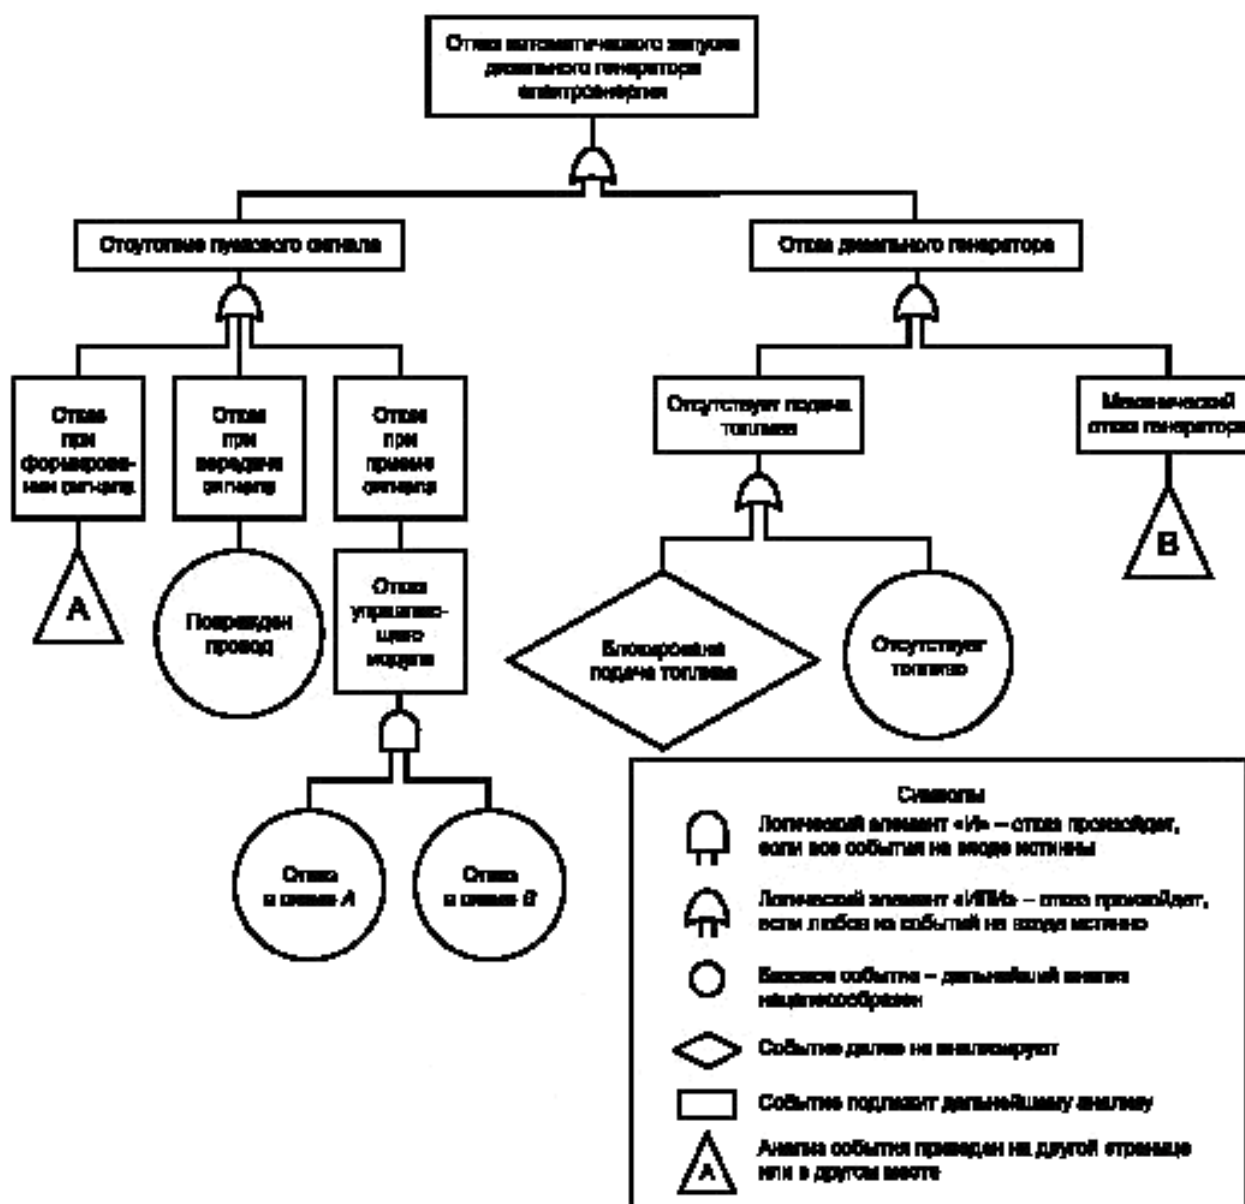 Отказ автоматического запуска
дизельного генератора
электроэнергии
Отсутствие пускового сигнала
Отказ дизельного генератора
Отказ
при
формирова-
нии сигнала
Отказ
при
передаче
сигнала
Отказ
при
приеме
сигнала
Отсутствует подача
топлива
Механический
отказ генератора
A
Поврежден
провод
Отказ
управляю-
щего
модуля
Блокирована
подача топлива
Отсутствует
топливо
B
Отказ
в схеме A
Отказ
в схеме B
Символы
Логический элемент «И» – отказ произойдет,
если все события на входе истинны
Логический элемент «ИЛИ» – отказ произойдет,
если любое из событий на входе истинно
Базовое событие – дальнейший анализ
нецелесообразен
Событие далее не анализируют
Событие подлежит дальнейшему анализу
A
Анализ события приведен на другой странице
или в другом месте